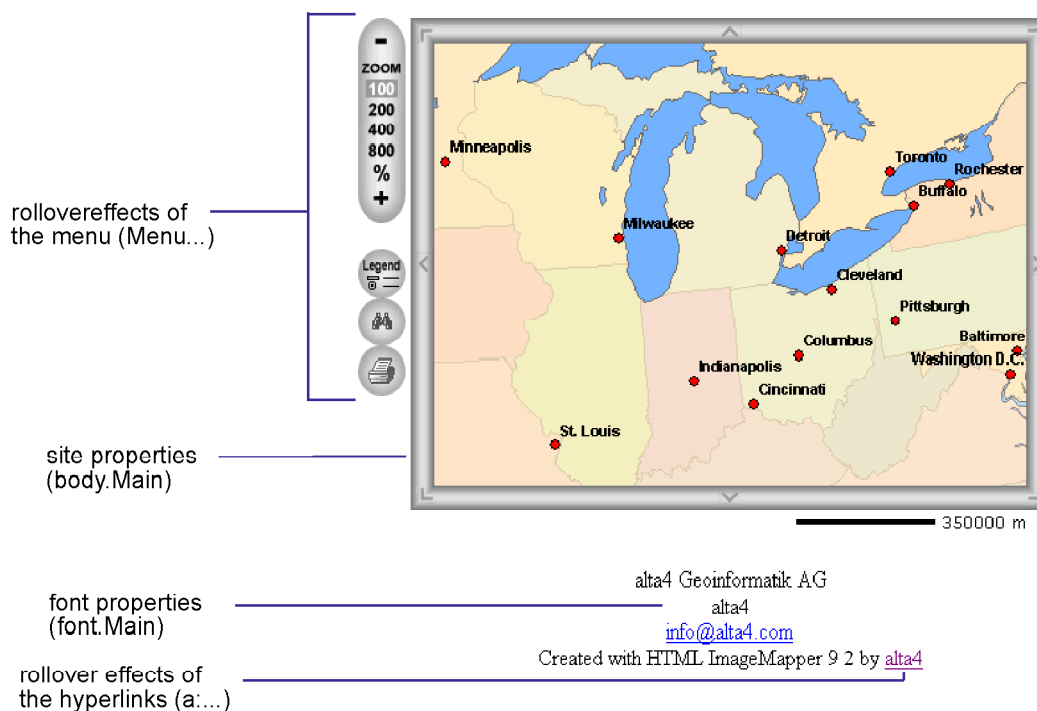 -
ZOOM
100
200
400
800
%
+
Legend
rollovereffects of
the menu (Menu...)
Minneapolis
Milwaukee
Toronto
Rochester
Buffalo
Detroit
Cleveland
Pittsburgh
Baltimore
Washington D.C.
Columbus
Indianapolis
Cincinnati
St. Louis
site properties
(body.Main)
350000 m
alta4 Geoinformatik AG
alta4
info@alta4.com
Created with HTML ImageMapper 9 2 by alta4
font properties
(font.Main)
rollover effects of
the hyperlinks (a:...)